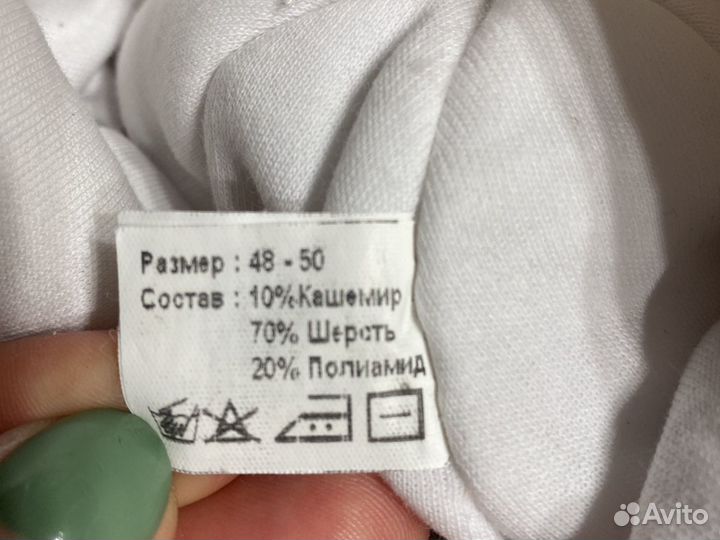 Размер : 48 - 50
Состав : 10%Кашемир
70% Шерсть
20% Полиамид
Avito